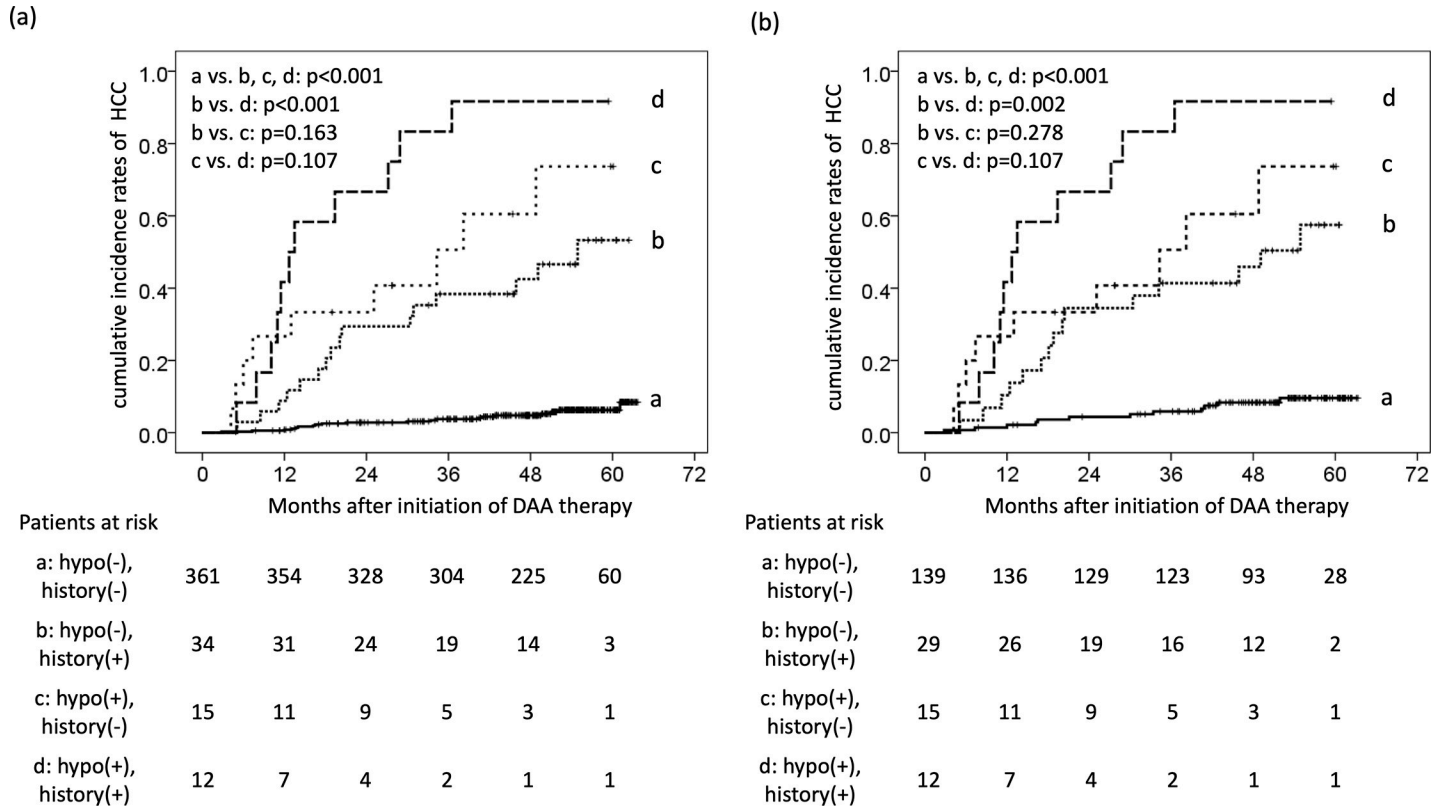 (a)
cumulative incidence rates of HCC
1.0
0.8
0.6
0.4
0.2
0.0
a vs. b, c, d: p<0.001
b vs. d: p<0.001
b vs. c: p=0.163
c vs. d: p=0.107
d
c
b
a
0 12 24 36 48 60 72
Months after initiation of DAA therapy
Patients at risk
a: hypo(-),
history(-)
361 354 328 304 225 60
b: hypo(-),
history(+)
34 31 24 19 14 3
c: hypo(+),
history(-)
15 11 9 5 3 1
d: hypo(+),
history(+)
12 7 4 2 1 1
(b)
cumulative incidence rates of HCC
1.0
0.8
0.6
0.4
0.2
0.0
a vs. b, c, d: p<0.001
b vs. d: p=0.002
b vs. c: p=0.278
c vs. d: p=0.107
d
c
b
a
0 12 24 36 48 60 72
Months after initiation of DAA therapy
Patients at risk
a: hypo(-),
history(-)
139 136 129 123 93 28
b: hypo(-),
history(+)
29 26 19 16 12 2
c: hypo(+),
history(-)
15 11 9 5 3 1
d: hypo(+),
history(+)
12 7 4 2 1 1